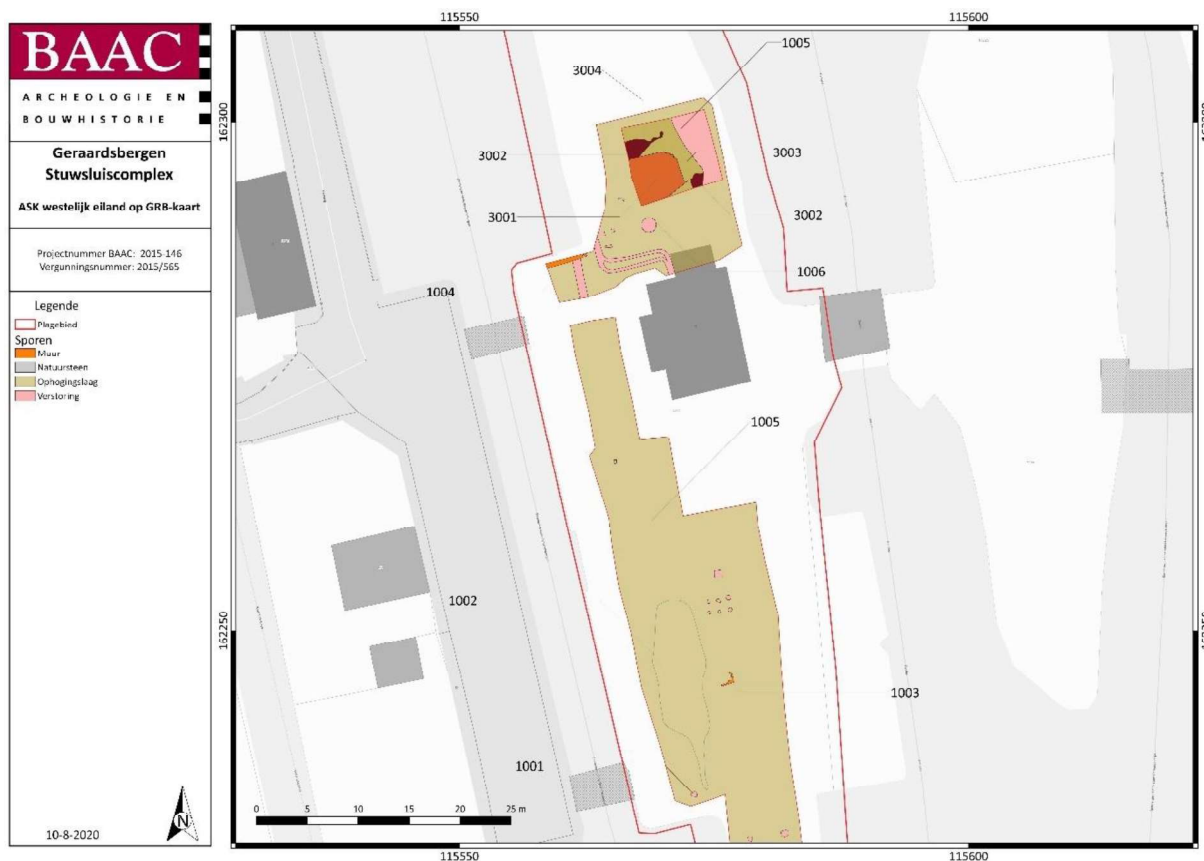 BAAC
ARCHEOLOGIE EN
BOUWHISTORIE
Geraardsbergen
Stuwsluiscomplex
ASK westelijk eiland op GRB-kaart
Projectnummer BAAC: 2015-146
Vergunningsnummer: 2015/565
Legende
Plagebied
Sporen
Muur
Natuursteen
Ophogingslaag
Verstoring
10-8-2020
N
115550
115600
162300
1005
3004
3002
3003
3001
3002
1004
1006
1005
1002
162250
1003
1001
0 5 10 15 20 25 m
115550
115600